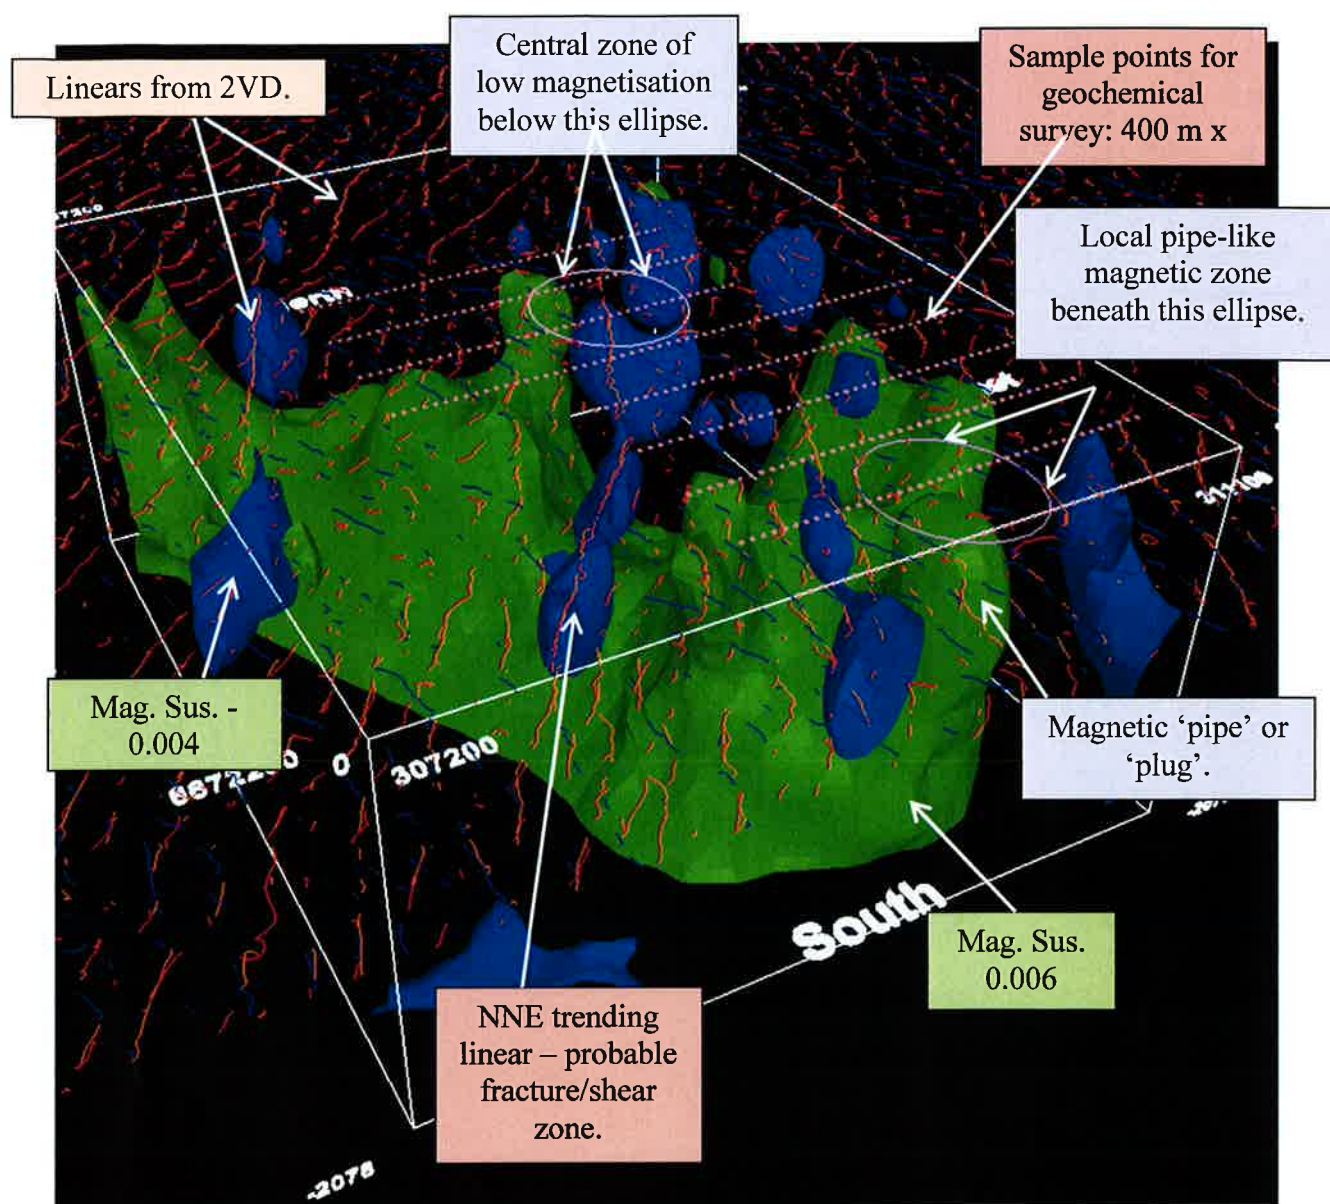 Linears from 2VD.
Central zone of
low magnetisation
below this ellipse.
Sample points for
geochemical
survey: 400 m x
Local pipe-like
magnetic zone
beneath this ellipse.
Mag. Sus. -
0.004
6672200 0 307200
Magnetic ‘pipe’ or
‘plug’.
South
Mag. Sus.
0.006
NNE trending
linear – probable
fracture/shear
zone.
-2076